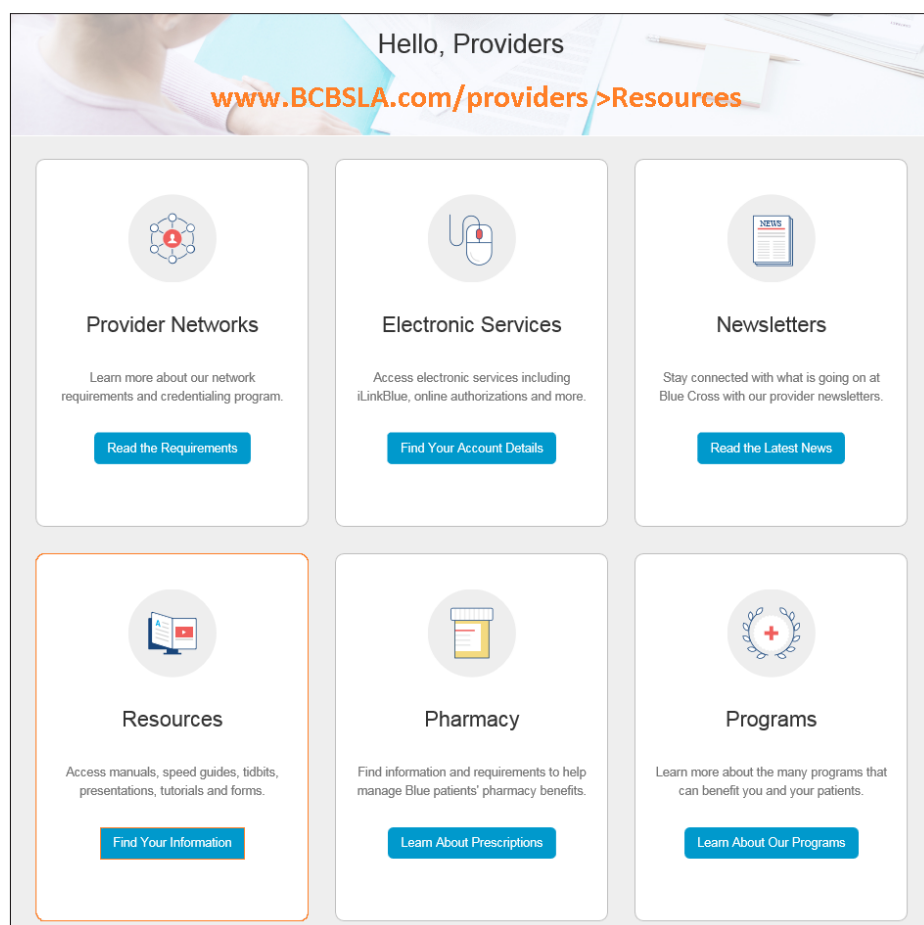 Hello, Providers
www.BCBSLA.com/providers >Resources
NEWS
Provider Networks
Learn more about our network
requirements and credentialing program.
Read the Requirements
Electronic Services
Access electronic services including
iLinkBlue, online authorizations and more.
Find Your Account Details
Newsletters
Stay connected with what is going on at
Blue Cross with our provider newsletters.
Read the Latest News
A
Resources
Access manuals, speed guides, tidbits,
presentations, tutorials and forms.
Find Your Information
Pharmacy
Find information and requirements to help
manage Blue patients' pharmacy benefits.
Learn About Prescriptions
Programs
Learn more about the many programs that
can benefit you and your patients.
Learn About Our Programs